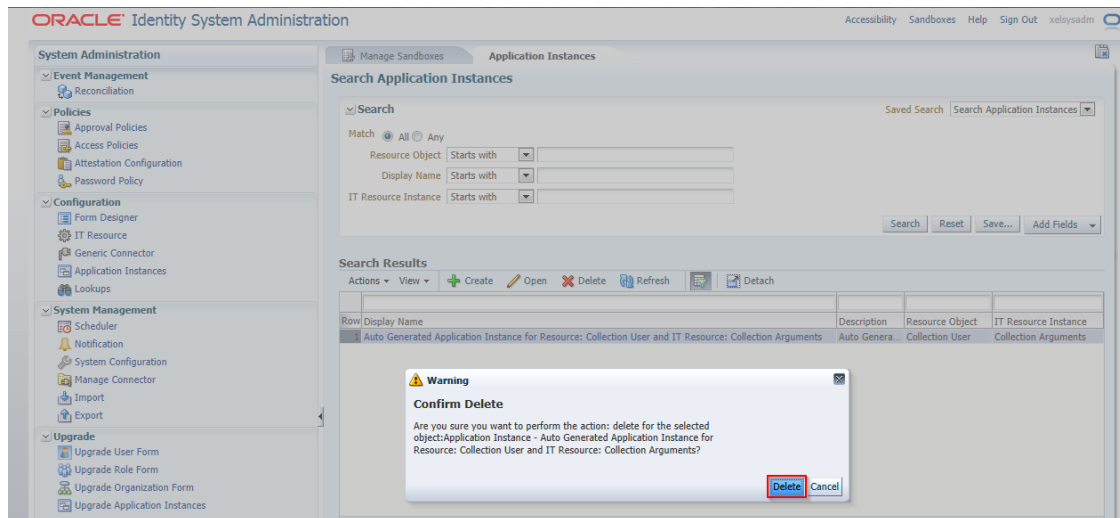 ORACLE® Identity System Administration
Accessibility Sandboxes Help Sign Out xelsysadm
System Administration
Event Management
Reconciliation
Policies
Approval Policies
Access Policies
Attestation Configuration
Password Policy
Configuration
Form Designer
IT Resource
Generic Connector
Application Instances
Lookups
System Management
Scheduler
Notification
System Configuration
Manage Connector
Import
Export
Upgrade
Upgrade User Form
Upgrade Role Form
Upgrade Organization Form
Upgrade Application Instances
Manage Sandboxes Application Instances
Search Application Instances
Search
Saved Search Search Application Instances
Match All Any
Resource Object Starts with
Display Name Starts with
IT Resource Instance Starts with
Search Reset Save... Add Fields
Search Results
Actions View Create Open Delete Refresh Detach
Row Display Name Description Resource Object IT Resource Instance
1 Auto Generated Application Instance for Resource: Collection User and IT Resource: Collection Arguments Auto Genera... Collection User Collection Arguments
Warning
Confirm Delete
Are you sure you want to perform the action: delete for the selected
object:Application Instance - Auto Generated Application Instance for
Resource: Collection User and IT Resource: Collection Arguments?
Delete Cancel